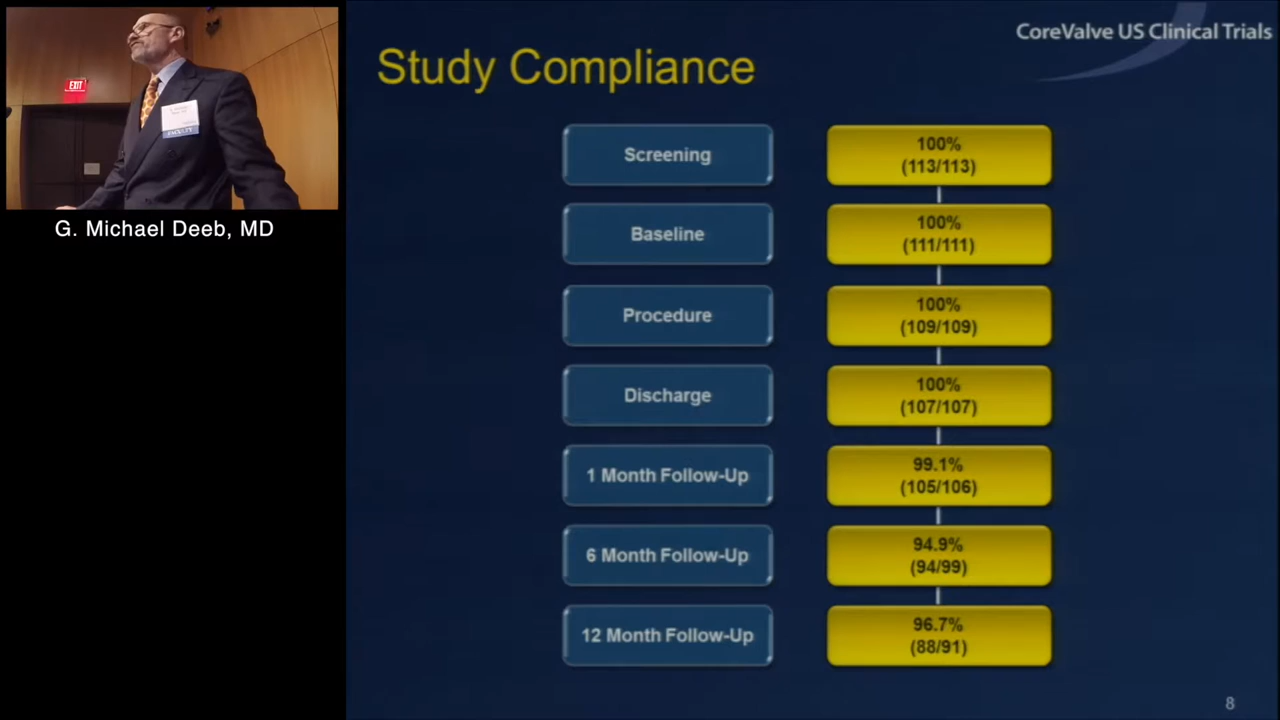 CoreValve US Clinical Trials
Study Compliance
EXIT
FACULTY
G. Michael Deeb, MD
Screening
100%
(113/113)
Baseline
100%
(111/111)
Procedure
100%
(109/109)
Discharge
100%
(107/107)
1 Month Follow-Up
99.1%
(105/106)
6 Month Follow-Up
94.9%
(94/99)
12 Month Follow-Up
96.7%
(88/91)
8